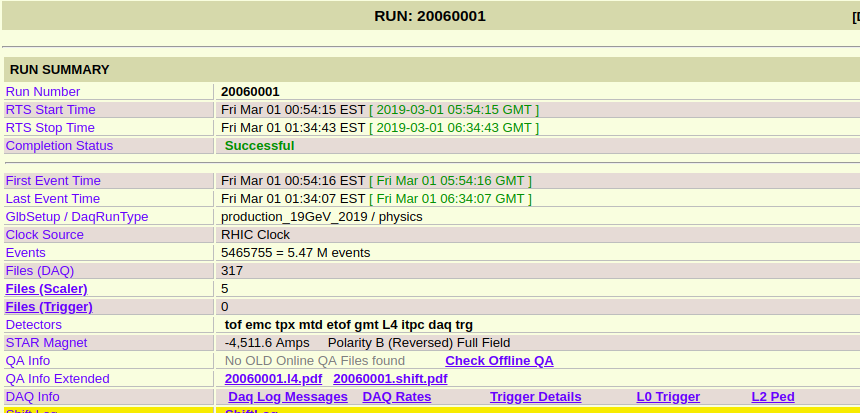 RUN: 20060001
RUN SUMMARY
Run Number 20060001
RTS Start Time Fri Mar 01 00:54:15 EST [ 2019-03-01 05:54:15 GMT ]
RTS Stop Time Fri Mar 01 01:34:43 EST [ 2019-03-01 06:34:43 GMT ]
Completion Status Successful
First Event Time Fri Mar 01 00:54:16 EST [ Fri Mar 01 05:54:16 GMT ]
Last Event Time Fri Mar 01 01:34:07 EST [ Fri Mar 01 06:34:07 GMT ]
GlbSetup / DaqRunType production_19GeV_2019 / physics
Clock Source RHIC Clock
Events 5465755 = 5.47 M events
Files (DAQ) 317
Files (Scaler) 5
Files (Trigger) 0
Detectors tof emc tpx mtd etof gmt L4 itpc daq trg
STAR Magnet -4,511.6 Amps Polarity B (Reversed) Full Field
QA Info No OLD Online QA Files found Check Offline QA
QA Info Extended 20060001.l4.pdf 20060001.shift.pdf
DAQ Info Daq Log Messages DAQ Rates Trigger Details L0 Trigger L2 Ped
Shift Log ShiftLog